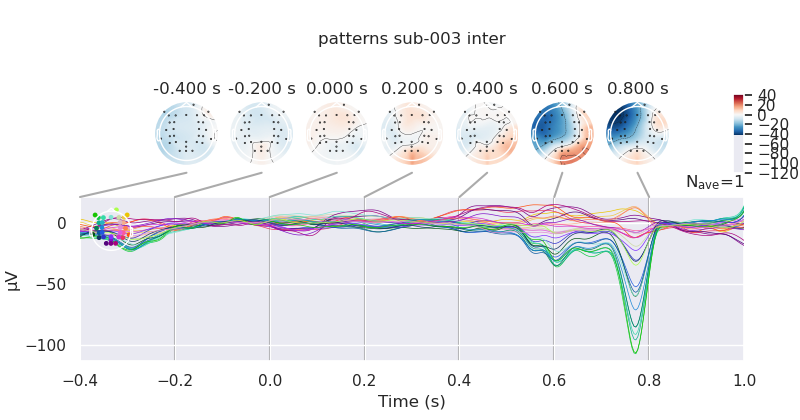 patterns sub-003 inter
-0.400 s -0.200 s 0.000 s 0.200 s 0.400 s 0.600 s 0.800 s
40
20
0
−20
−40
−60
−80
−100
−120
Nave=1
0
−50
−100
µV
−0.4 −0.2 0.0 0.2 0.4 0.6 0.8 1.0
Time (s)